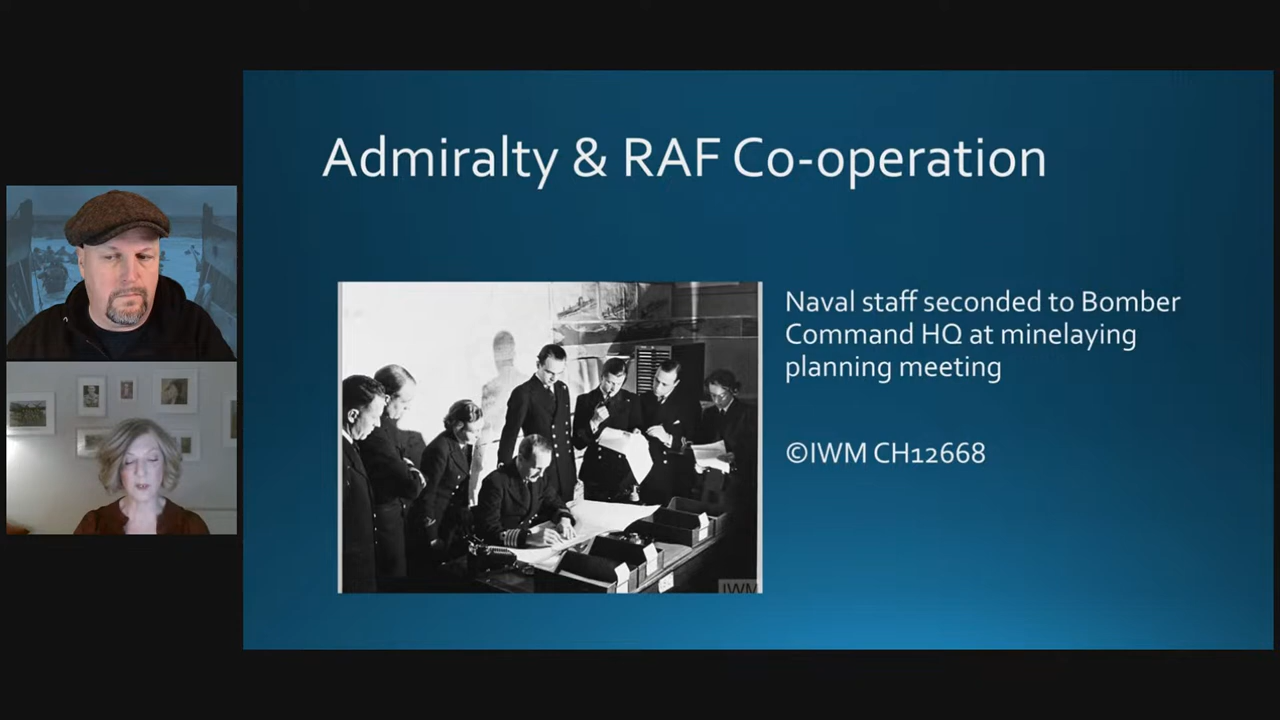 Admiralty & RAF Co-operation
Naval staff seconded to Bomber
Command HQ at minelaying
planning meeting
©IWM CH12668
IWM